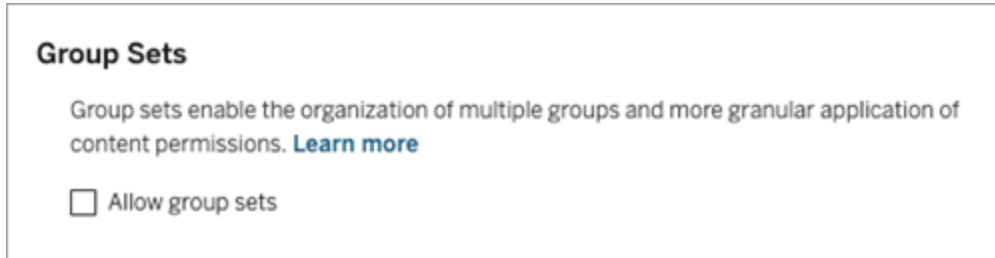 Group Sets
Group sets enable the organization of multiple groups and more granular application of
content permissions. Learn more
Allow group sets